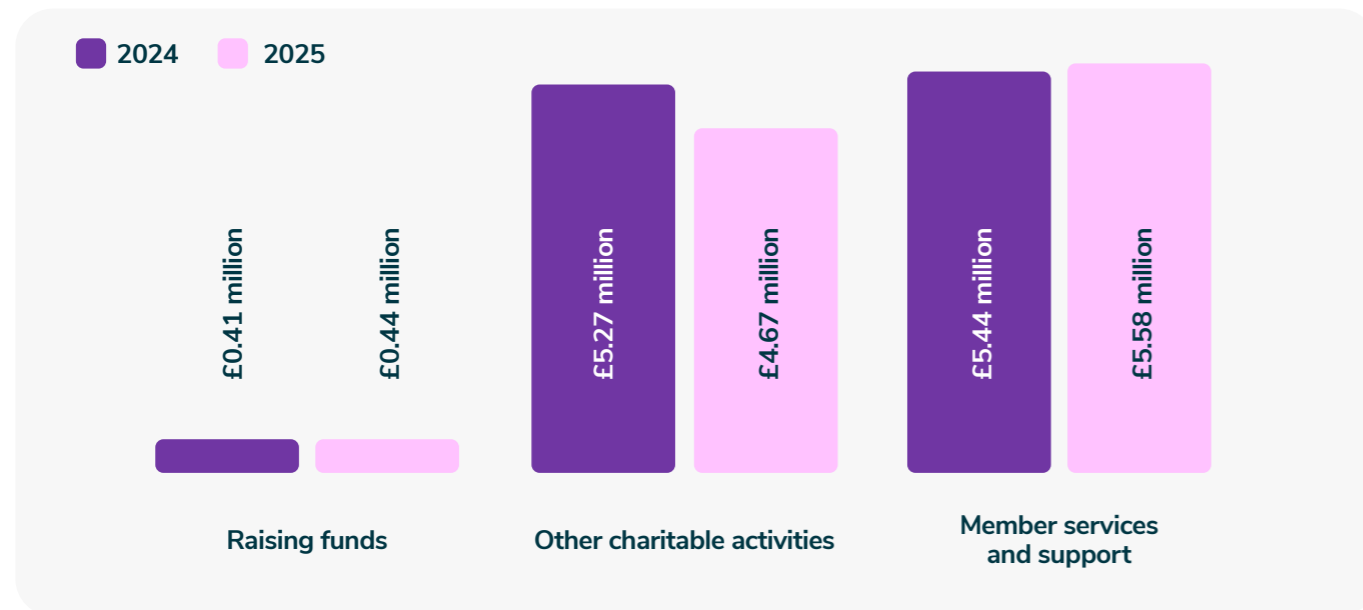 2024
2025
£0.41 million
£0.44 million
£5.27 million
£4.67 million
£5.44 million
£5.58 million
Raising funds
Other charitable activities
Member services
and support